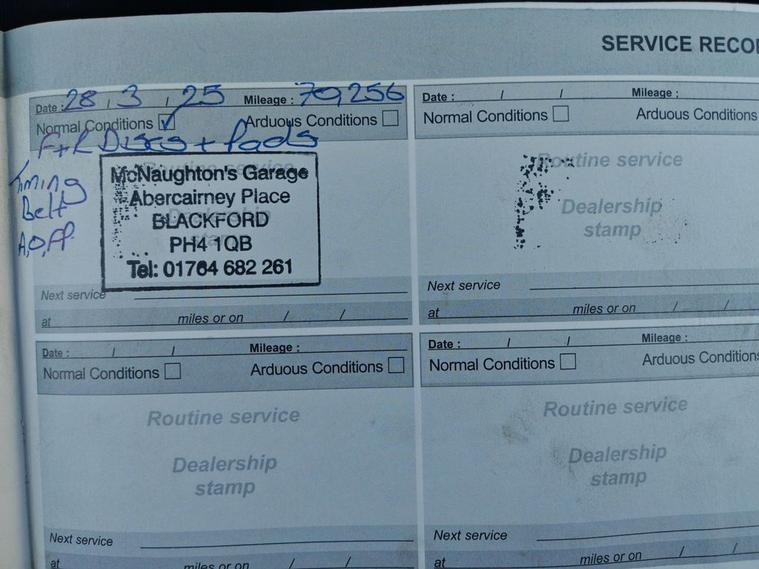 SERVICE RECO
Date : 28 / 3 / 25 Mileage : 79256
Normal Conditions Arduous Conditions
F+R Discs + Pads
Timing
Belt
Routine service
McNaughton's Garage
Abercairney Place
BLACKFORD
PH4 1QB
Tel: 01764 682 261
Next service
at miles or on / /
Date : / / Mileage :
Normal Conditions Arduous Conditions
Routine service
Dealership
stamp
Next service
at miles or on / /
Date : / / Mileage :
Normal Conditions Arduous Conditions
Routine service
Dealership
stamp
Next service
at miles or on / /
Date : / / Mileage :
Normal Conditions Arduous Conditions
Routine service
Dealership
stamp
Next service
at miles or on / /